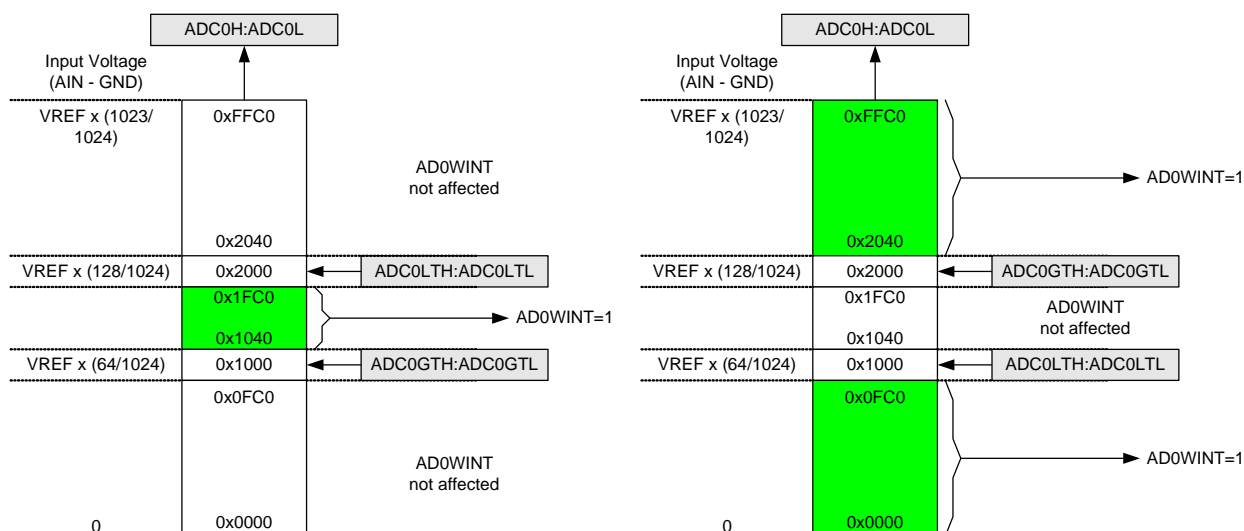 ADC0H:ADC0L
Input Voltage
(AIN - GND)
VREF x (1023/
1024)
0xFFC0
AD0WINT
not affected
0x2040
VREF x (128/1024)
0x2000
ADC0LTH:ADC0LTL
0x1FC0
AD0WINT=1
0x1040
VREF x (64/1024)
0x1000
ADC0GTH:ADC0GTL
0x0FC0
AD0WINT
not affected
0
0x0000
ADC0H:ADC0L
Input Voltage
(AIN - GND)
VREF x (1023/
1024)
0xFFC0
AD0WINT=1
0x2040
VREF x (128/1024)
0x2000
ADC0GTH:ADC0GTL
0x1FC0
AD0WINT
not affected
0x1040
VREF x (64/1024)
0x1000
ADC0LTH:ADC0LTL
0x0FC0
AD0WINT=1
0
0x0000